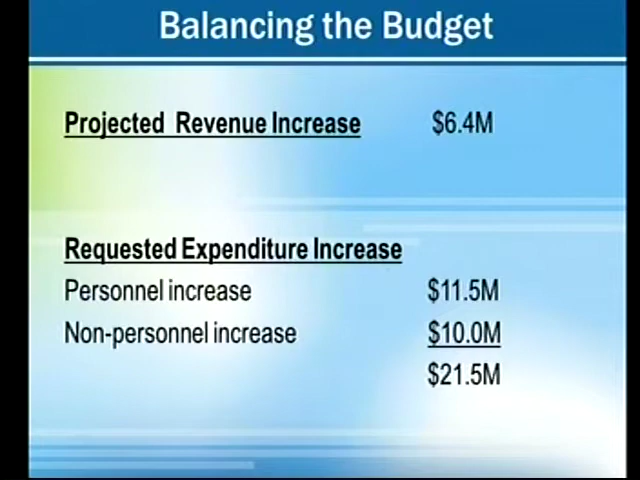 Balancing the Budget
Projected Revenue Increase $6.4M
Requested Expenditure Increase
Personnel increase $11.5M
Non-personnel increase $10.0M
$21.5M